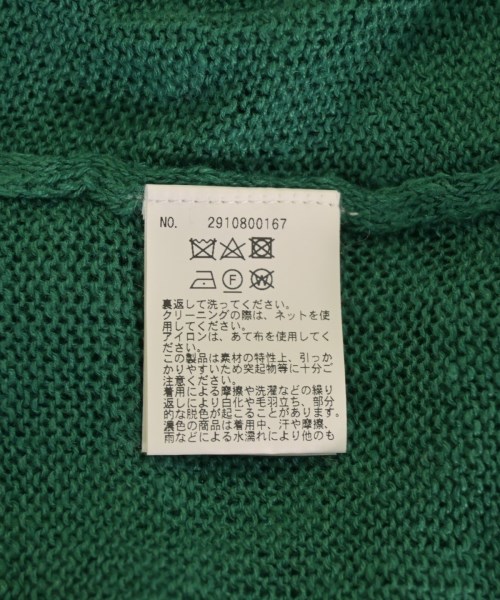 NO. 2910800167
F W
裏返して洗ってください。
クリーニングの際は、ネットを使
用してください。
アイロンは、あて布を使用してく
ださい。
この製品は素材の特性上、引っか
かりやすいため突起物等に十分ご
注意ください。
着用による摩擦や洗濯などの繰り
返しにより白化や毛羽立ち、部分
的な脱色が起こることがあります。
濃色の商品は着用中、汗や摩擦、
雨などによる水濡れにより他のも